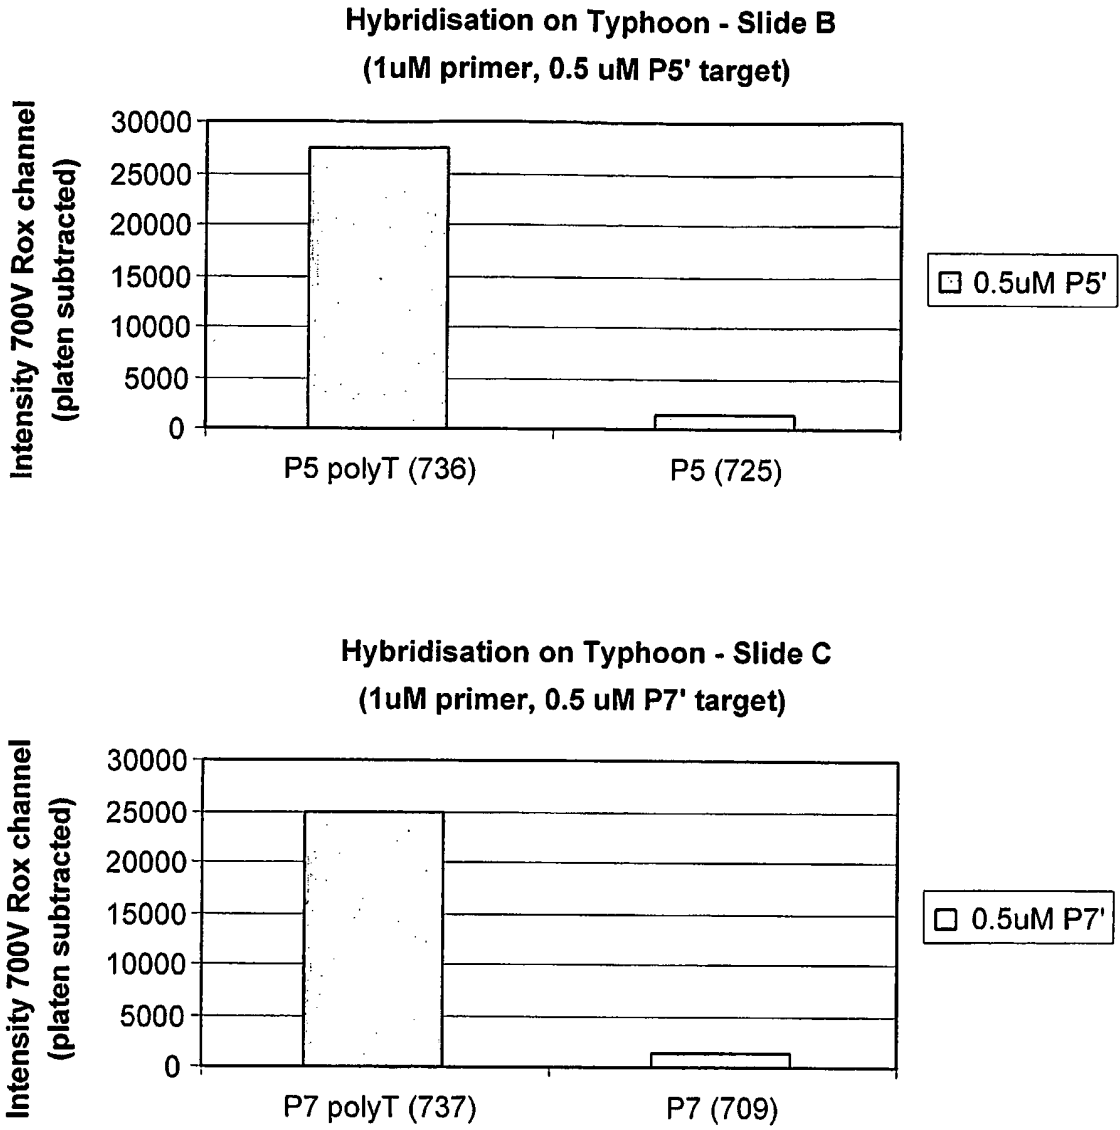 Hybridisation on Typhoon - Slide B
(1uM primer, 0.5 uM P5' target)
Intensity 700V Rox channel
(platen subtracted)
30000
25000
20000
15000
10000
5000
0
P5 polyT (736)
P5 (725)
0.5uM P5'
Hybridisation on Typhoon - Slide C
(1uM primer, 0.5 uM P7' target)
Intensity 700V Rox channel
(platen subtracted)
30000
25000
20000
15000
10000
5000
0
P7 polyT (737)
P7 (709)
0.5uM P7'